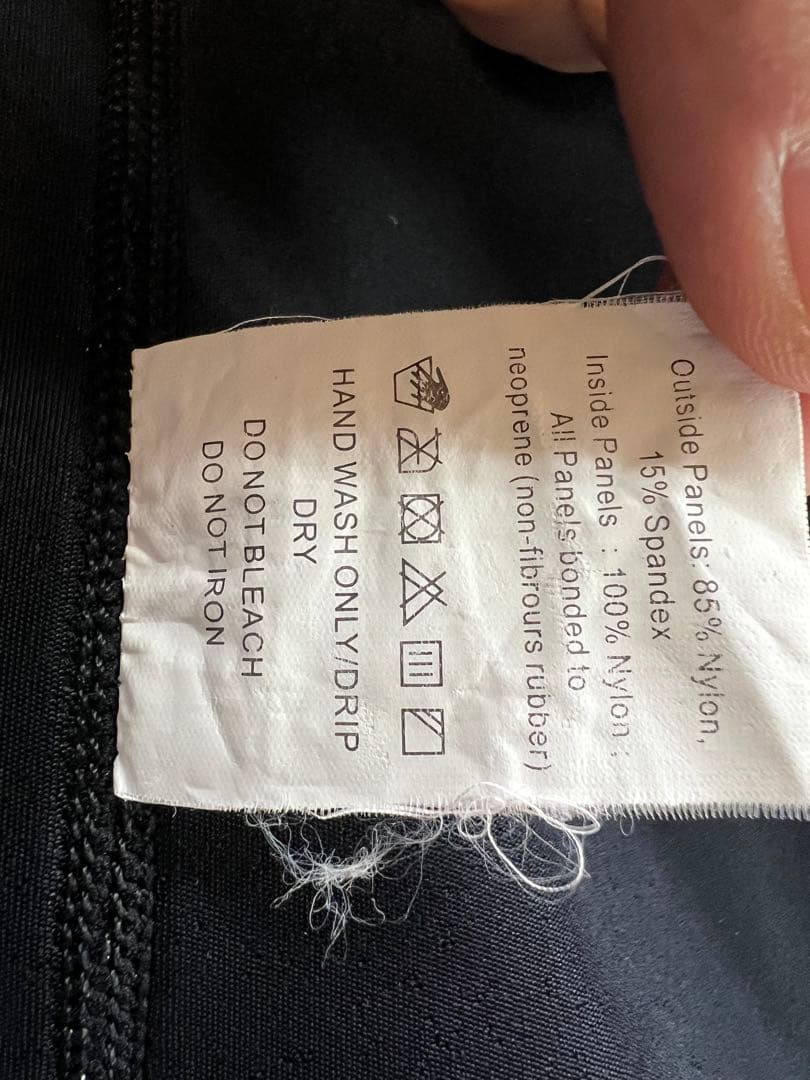 Outside Panels: 85% Nylon,
15% Spandex
Inside Panels : 100% Nylon ;
All Panels bonded to
neoprene (non-fibrours rubber)
HAND WASH ONLY/DRIP
DRY
DO NOT BLEACH
DO NOT IRON